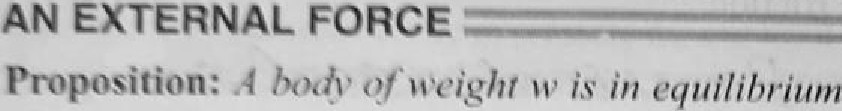 AN EXTERNAL FORCE
Proposition: A body of weight w is in equilibrium